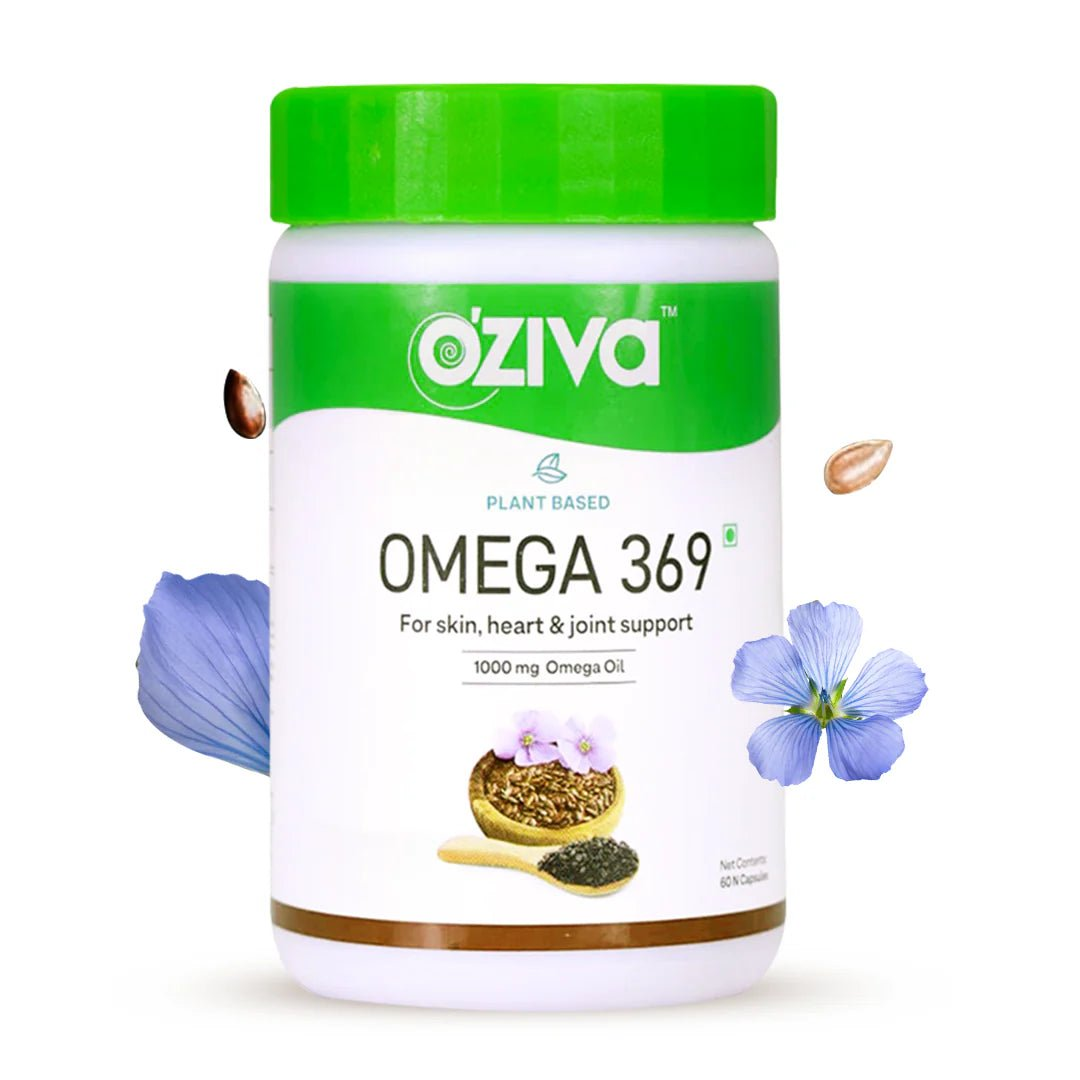 O'ZIVA™
PLANT BASED
OMEGA 369
For skin, heart & joint support
1000 mg Omega Oil
Net Contents:
60 N Capsules